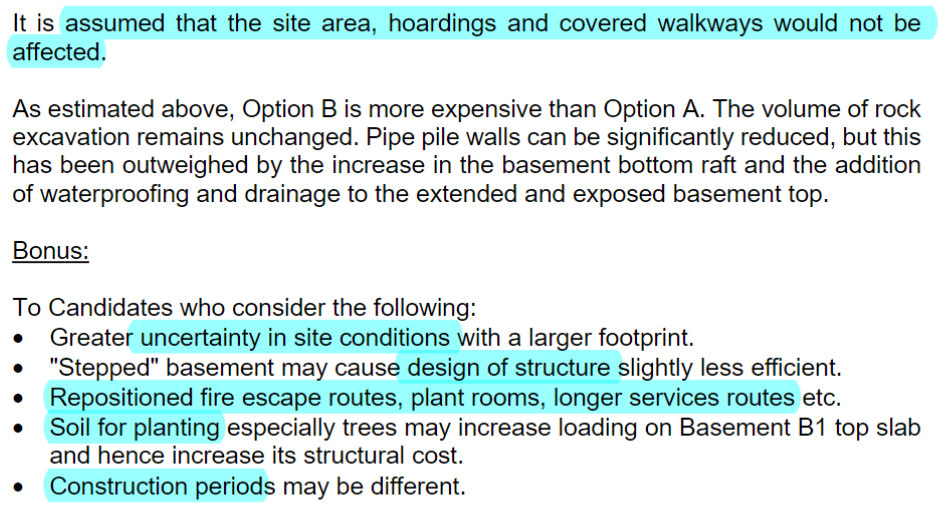 It is assumed that the site area, hoardings and covered walkways would not be
affected.
As estimated above, Option B is more expensive than Option A. The volume of rock
excavation remains unchanged. Pipe pile walls can be significantly reduced, but this
has been outweighed by the increase in the basement bottom raft and the addition
of waterproofing and drainage to the extended and exposed basement top.
Bonus:
To Candidates who consider the following:
• Greater uncertainty in site conditions with a larger footprint.
• "Stepped" basement may cause design of structure slightly less efficient.
• Repositioned fire escape routes, plant rooms, longer services routes etc.
• Soil for planting especially trees may increase loading on Basement B1 top slab
and hence increase its structural cost.
• Construction periods may be different.